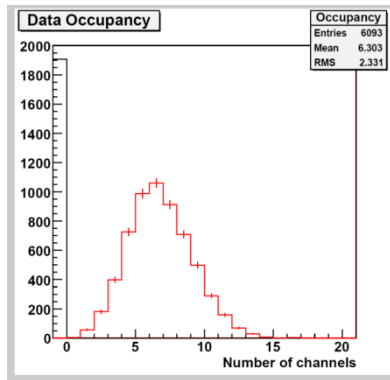 Data Occupancy
Occupancy
Entries 6093
Mean 6.303
RMS 2.331
2000
1800
1600
1400
1200
1000
800
600
400
200
0
0 5 10 15 20
Number of channels